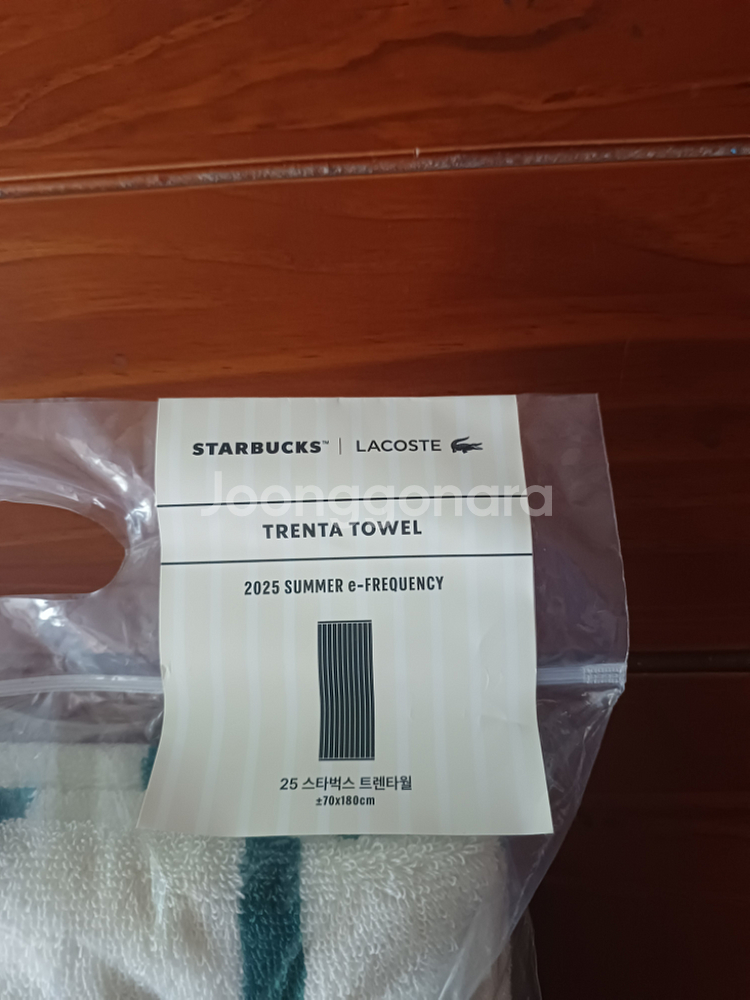 STARBUCKS™ | LACOSTE
Joonggonara
TRENTA TOWEL
2025 SUMMER e-FREQUENCY
25 스타벅스 트렌타월
±70x180cm